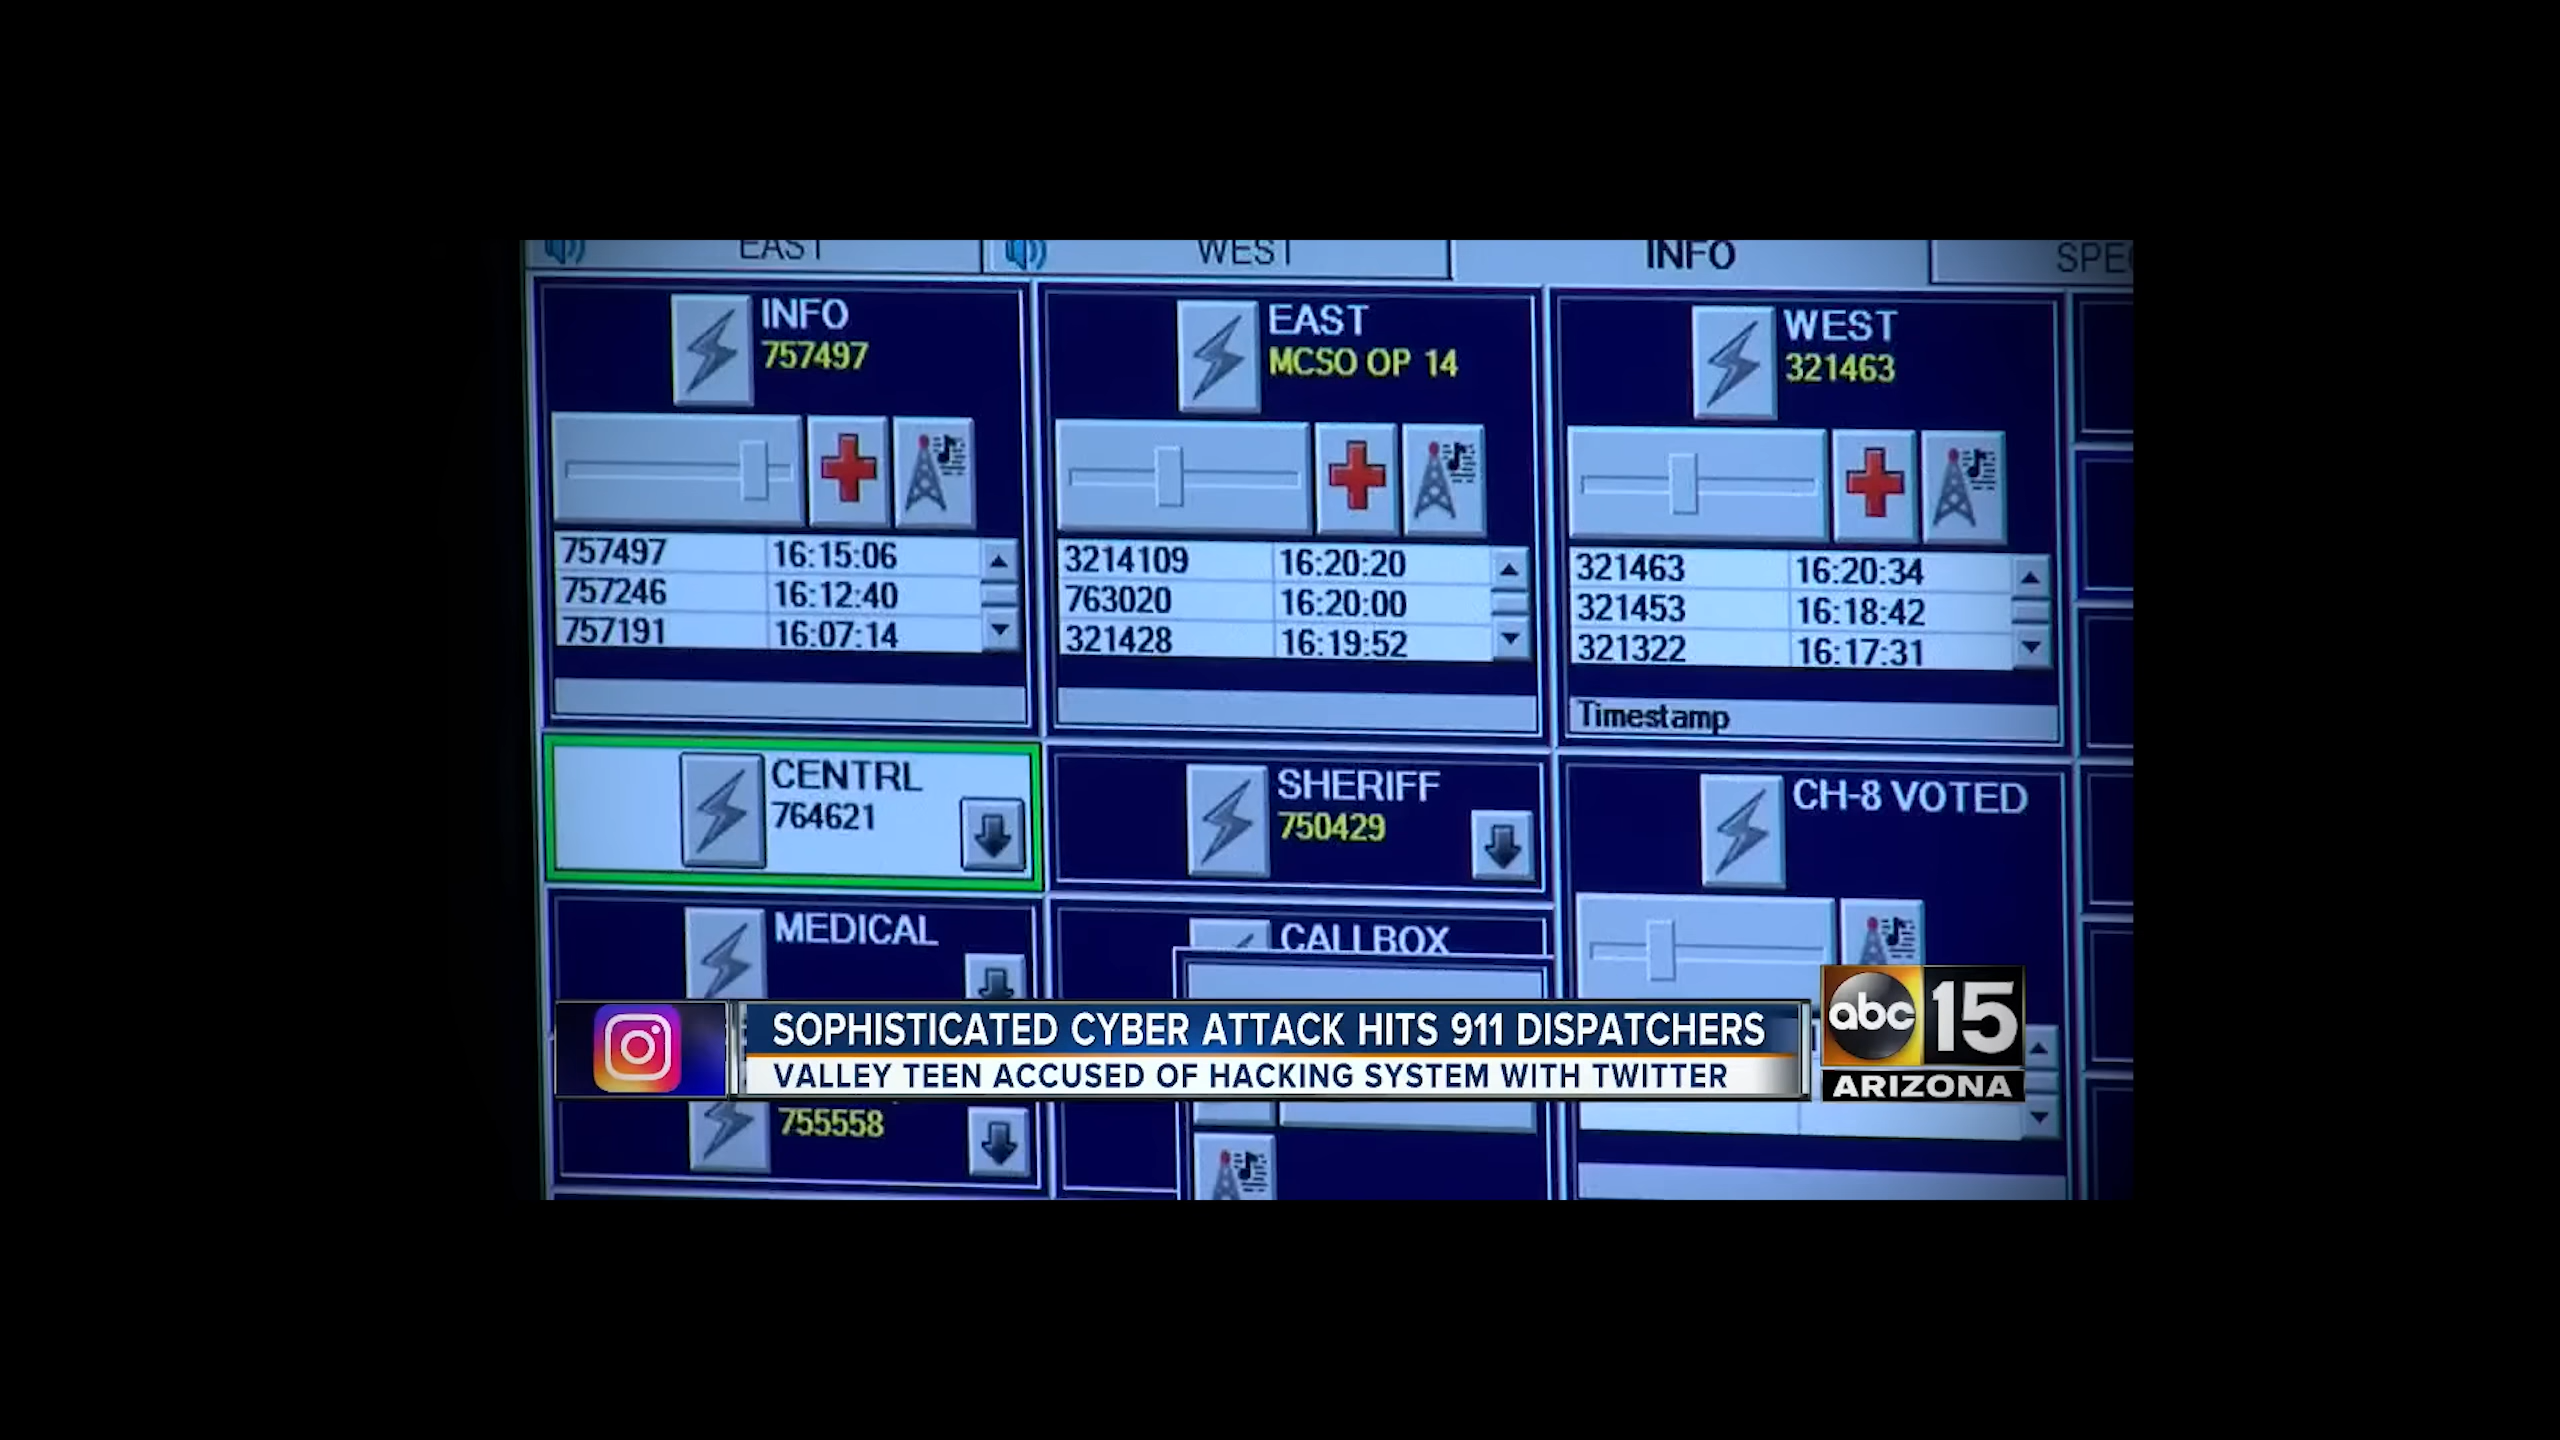 EAST
WEST
INFO
INFO
757497
EAST
MCSO OP 14
WEST
321463
757497 16:15:06
757246 16:12:40
757191 16:07:14
3214109 16:20:20
763020 16:20:00
321428 16:19:52
321463 16:20:34
321453 16:18:42
321322 16:17:31
Timestamp
CENTRL
764621
SHERIFF
750429
CH-8 VOTED
MEDICAL
CALLBOX
SOPHISTICATED CYBER ATTACK HITS 911 DISPATCHERS
VALLEY TEEN ACCUSED OF HACKING SYSTEM WITH TWITTER
abc 15
ARIZONA
755558